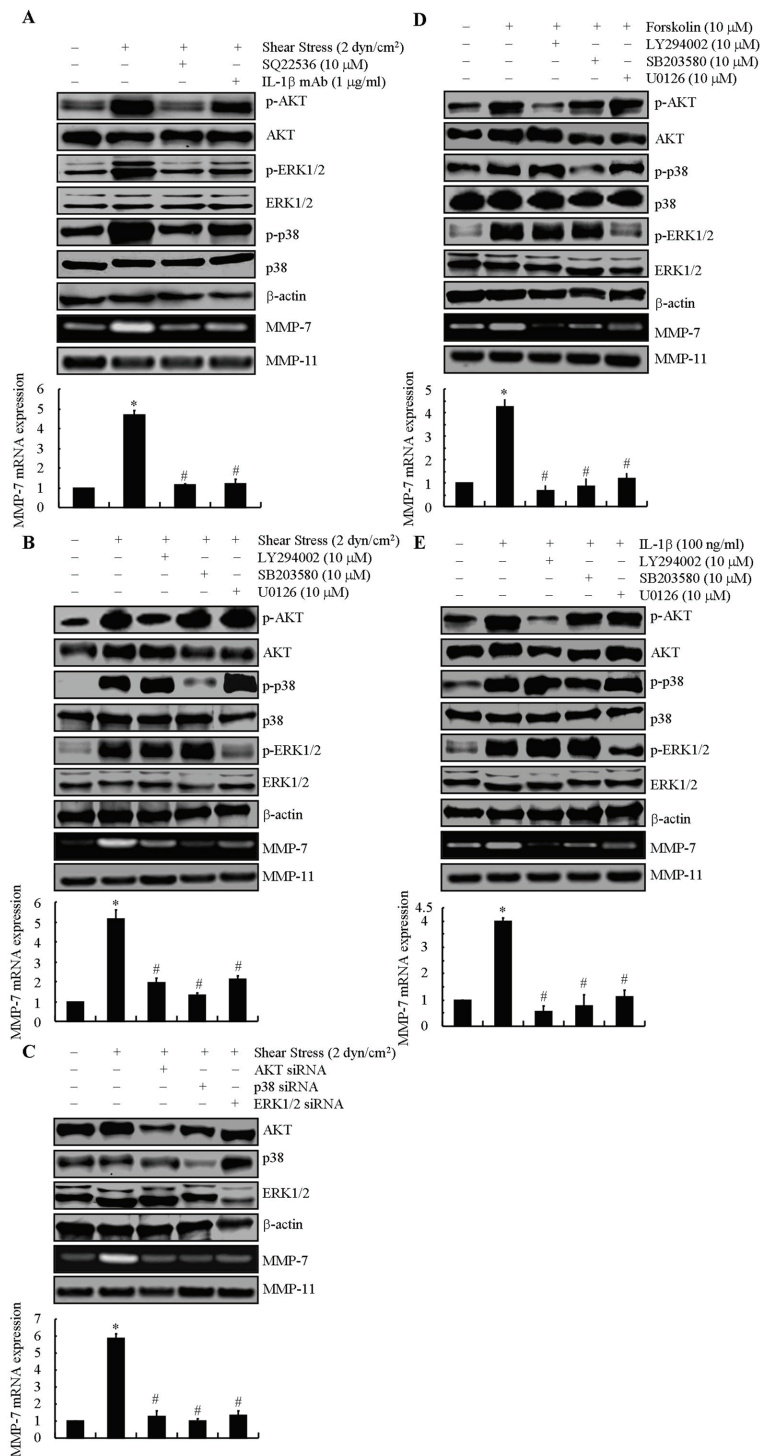 A
– + + + Shear Stress (2 dyn/cm²)
+ SQ22536 (10 μM)
+ IL-1β mAb (1 μg/ml)
p-AKT
AKT
p-ERK1/2
ERK1/2
p-p38
p38
β-actin
MMP-7
MMP-11
MMP-7 mRNA expression
6
5
4
3
2
1
0
*
#
#
B
– + + + + Shear Stress (2 dyn/cm²)
+ LY294002 (10 μM)
+ SB203580 (10 μM)
+ U0126 (10 μM)
p-AKT
AKT
p-p38
p38
p-ERK1/2
ERK1/2
β-actin
MMP-7
MMP-11
MMP-7 mRNA expression
6
5
4
3
2
1
0
*
#
#
#
C
– + + + + Shear Stress (2 dyn/cm²)
+ AKT siRNA
+ p38 siRNA
+ ERK1/2 siRNA
AKT
p38
ERK1/2
β-actin
MMP-7
MMP-11
MMP-7 mRNA expression
7
6
5
4
3
2
1
0
*
#
#
#
D
– + + + + Forskolin (10 μM)
+ LY294002 (10 μM)
+ SB203580 (10 μM)
+ U0126 (10 μM)
p-AKT
AKT
p-p38
p38
p-ERK1/2
ERK1/2
β-actin
MMP-7
MMP-11
MMP-7 mRNA expression
5
4
3
2
1
0
*
#
#
#
E
– + + + + IL-1β (100 ng/ml)
+ LY294002 (10 μM)
+ SB203580 (10 μM)
+ U0126 (10 μM)
p-AKT
AKT
p-p38
p38
p-ERK1/2
ERK1/2
β-actin
MMP-7
MMP-11
MMP-7 mRNA expression
4.5
4
3
2
1
0
*
#
#
#